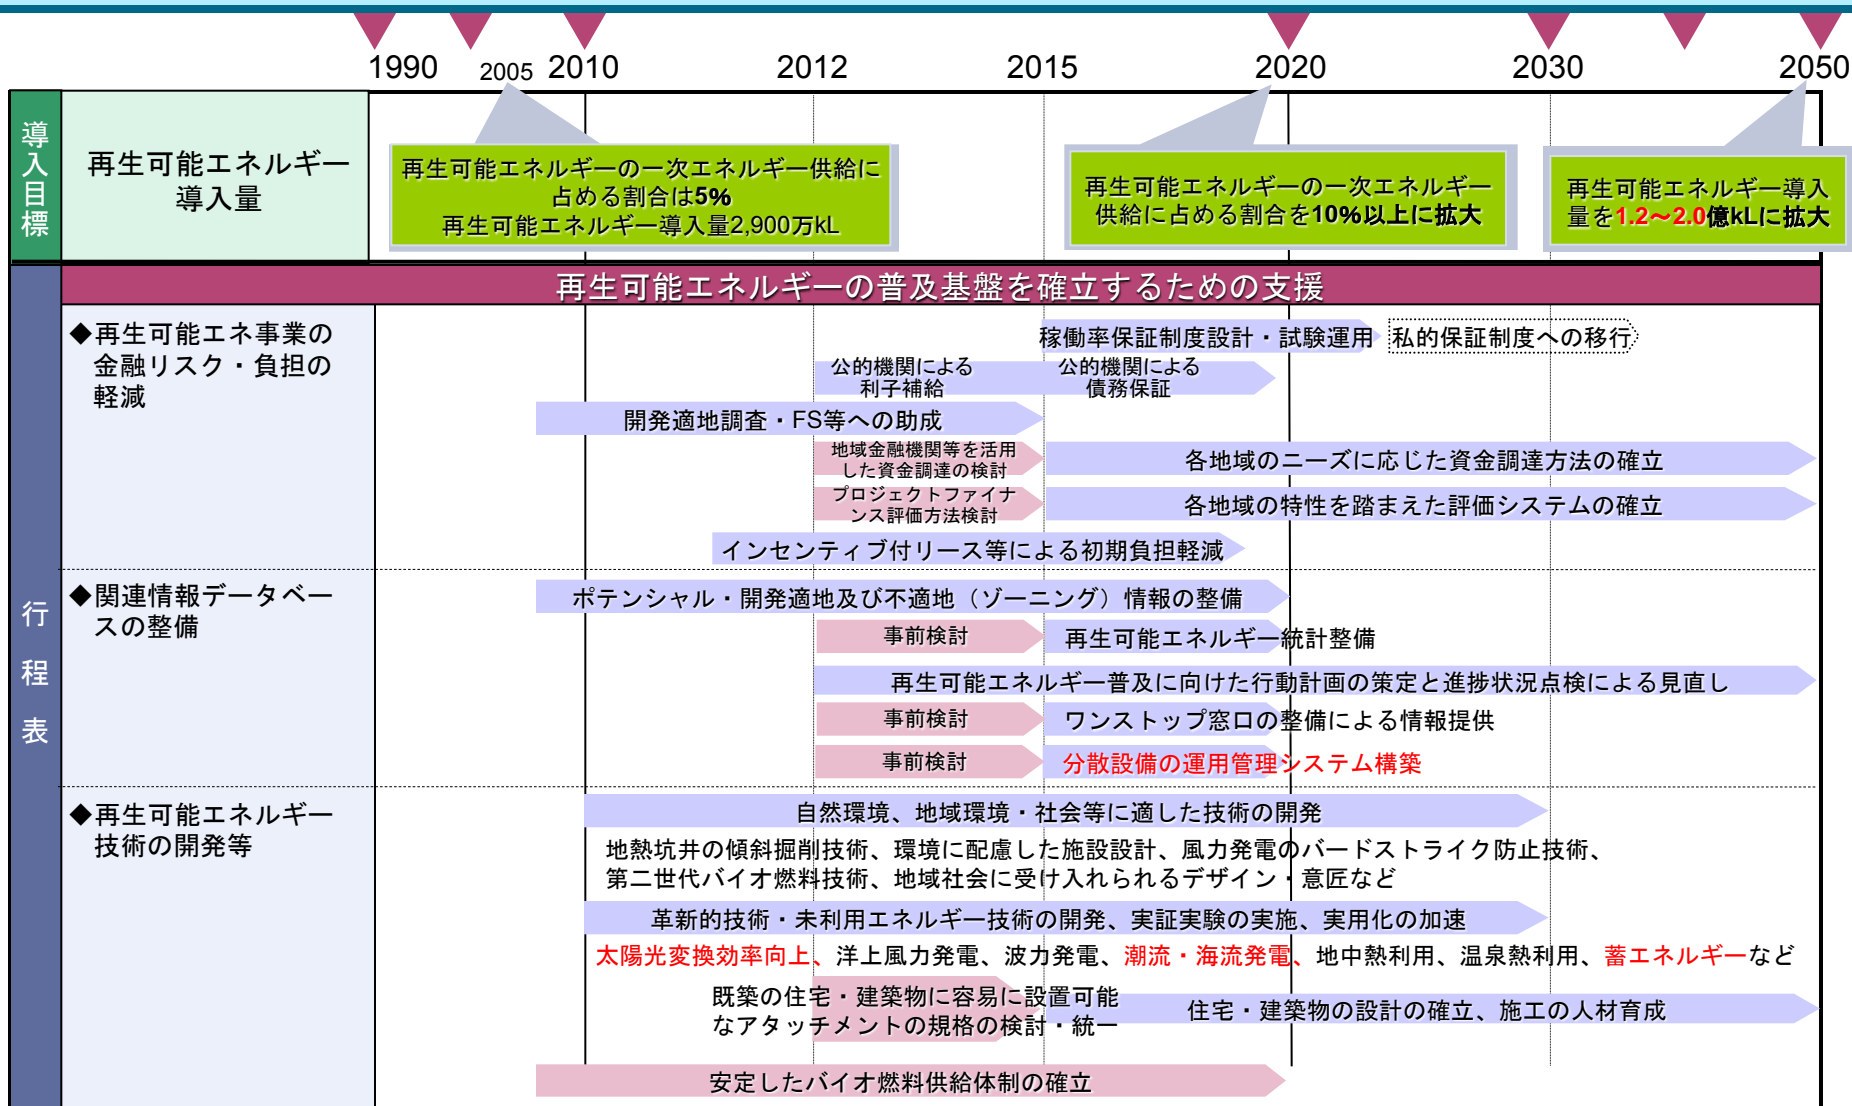 1990 2005 2010 2012 2015 2020 2030 2050
導入目標
再生可能エネルギー
導入量
再生可能エネルギーの一次エネルギー供給に
占める割合は5%
再生可能エネルギー導入量2,900万kL
再生可能エネルギーの一次エネルギー
供給に占める割合を10%以上に拡大
再生可能エネルギー導入
量を1.2～2.0億kLに拡大
行程表
再生可能エネルギーの普及基盤を確立するための支援
◆再生可能エネ事業の
金融リスク・負担の
軽減
稼働率保証制度設計・試験運用
私的保証制度への移行
公的機関による
利子補給
公的機関による
債務保証
開発適地調査・FS等への助成
地域金融機関等を活用
した資金調達の検討
各地域のニーズに応じた資金調達方法の確立
プロジェクトファイナ
ンス評価方法検討
各地域の特性を踏まえた評価システムの確立
インセンティブ付リース等による初期負担軽減
◆関連情報データベー
スの整備
ポテンシャル・開発適地及び不適地（ゾーニング）情報の整備
事前検討
再生可能エネルギー統計整備
再生可能エネルギー普及に向けた行動計画の策定と進捗状況点検による見直し
事前検討
ワンストップ窓口の整備による情報提供
事前検討
分散設備の運用管理システム構築
◆再生可能エネルギー
技術の開発等
自然環境、地域環境・社会等に適した技術の開発
地熱坑井の傾斜掘削技術、環境に配慮した施設設計、風力発電のバードストライク防止技術、
第二世代バイオ燃料技術、地域社会に受け入れられるデザイン・意匠など
革新的技術・未利用エネルギー技術の開発、実証実験の実施、実用化の加速
太陽光変換効率向上、洋上風力発電、波力発電、潮流・海流発電、地中熱利用、温泉熱利用、蓄エネルギーなど
既築の住宅・建築物に容易に設置可能
なアタッチメントの規格の検討・統一
住宅・建築物の設計の確立、施工の人材育成
安定したバイオ燃料供給体制の確立